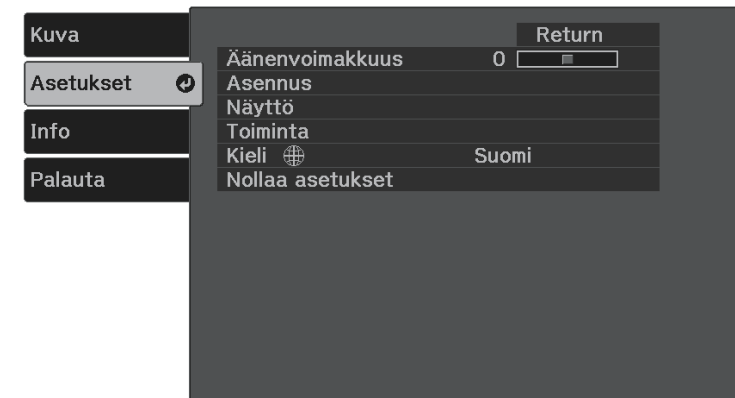 Kuva
Asetukset
Info
Palauta
Return
Äänenvoimakkuus 0
Asennus
Näyttö
Toiminta
Kieli Suomi
Nollaa asetukset